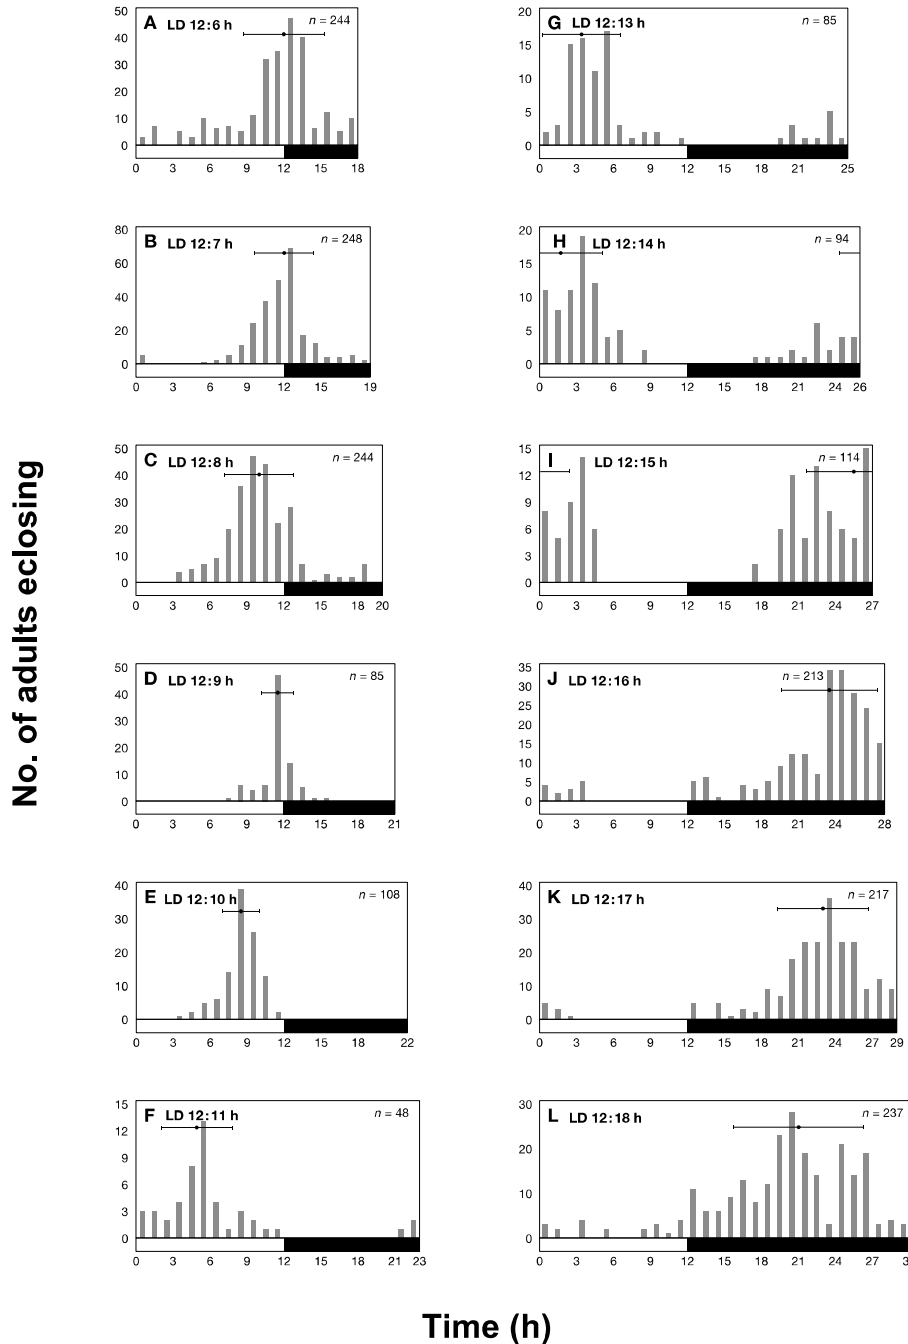 No. of adults eclosing
A LD 12:6 h n = 244
50
40
30
20
10
0
0 3 6 9 12 15 18
B LD 12:7 h n = 248
80
60
40
20
0
0 3 6 9 12 15 19
C LD 12:8 h n = 244
50
40
30
20
10
0
0 3 6 9 12 15 20
D LD 12:9 h n = 85
50
40
30
20
10
0
0 3 6 9 12 15 18 21
E LD 12:10 h n = 108
40
30
20
10
0
0 3 6 9 12 15 18 22
F LD 12:11 h n = 48
15
12
9
6
3
0
0 3 6 9 12 15 18 21 23
G LD 12:13 h n = 85
20
15
10
5
0
0 3 6 9 12 15 18 21 25
H LD 12:14 h n = 94
20
15
10
5
0
0 3 6 9 12 15 18 21 24 26
I LD 12:15 h n = 114
15
12
9
6
3
0
0 3 6 9 12 15 18 21 24 27
J LD 12:16 h n = 213
35
30
25
20
15
10
5
0
0 3 6 9 12 15 18 21 24 28
K LD 12:17 h n = 217
40
30
20
10
0
0 3 6 9 12 15 18 21 24 27 29
L LD 12:18 h n = 237
30
20
10
0
0 3 6 9 12 15 18 21 24 27
Time (h)